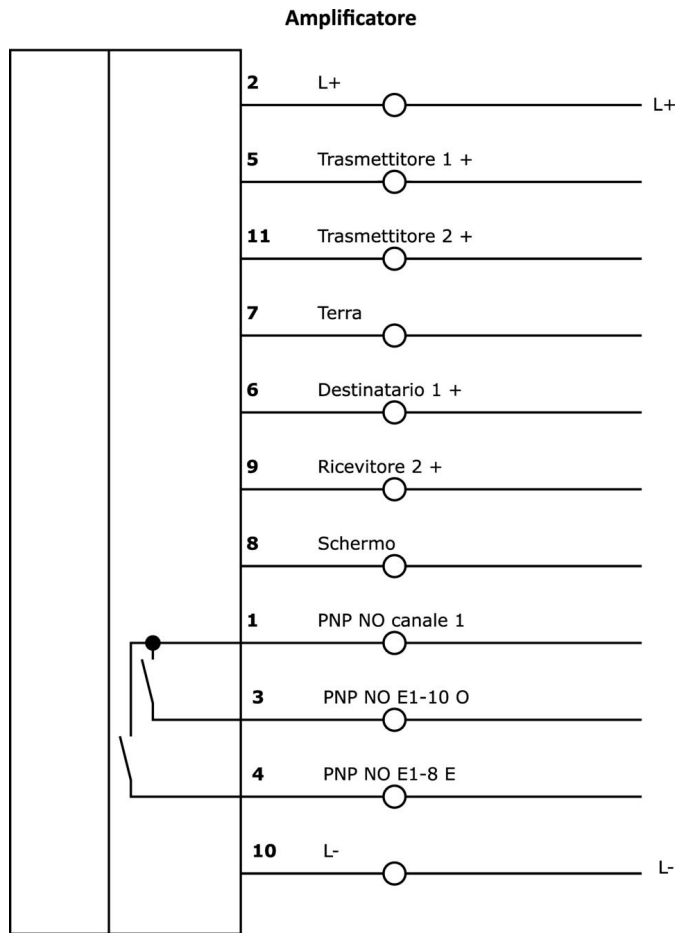 Amplificatore
2 L+
L+
5 Trasmettitore 1 +
11 Trasmettitore 2 +
7 Terra
6 Destinatario 1 +
9 Ricevitore 2 +
8 Schermo
1 PNP NO canale 1
3 PNP NO E1-10 O
4 PNP NO E1-8 E
10 L-
L-